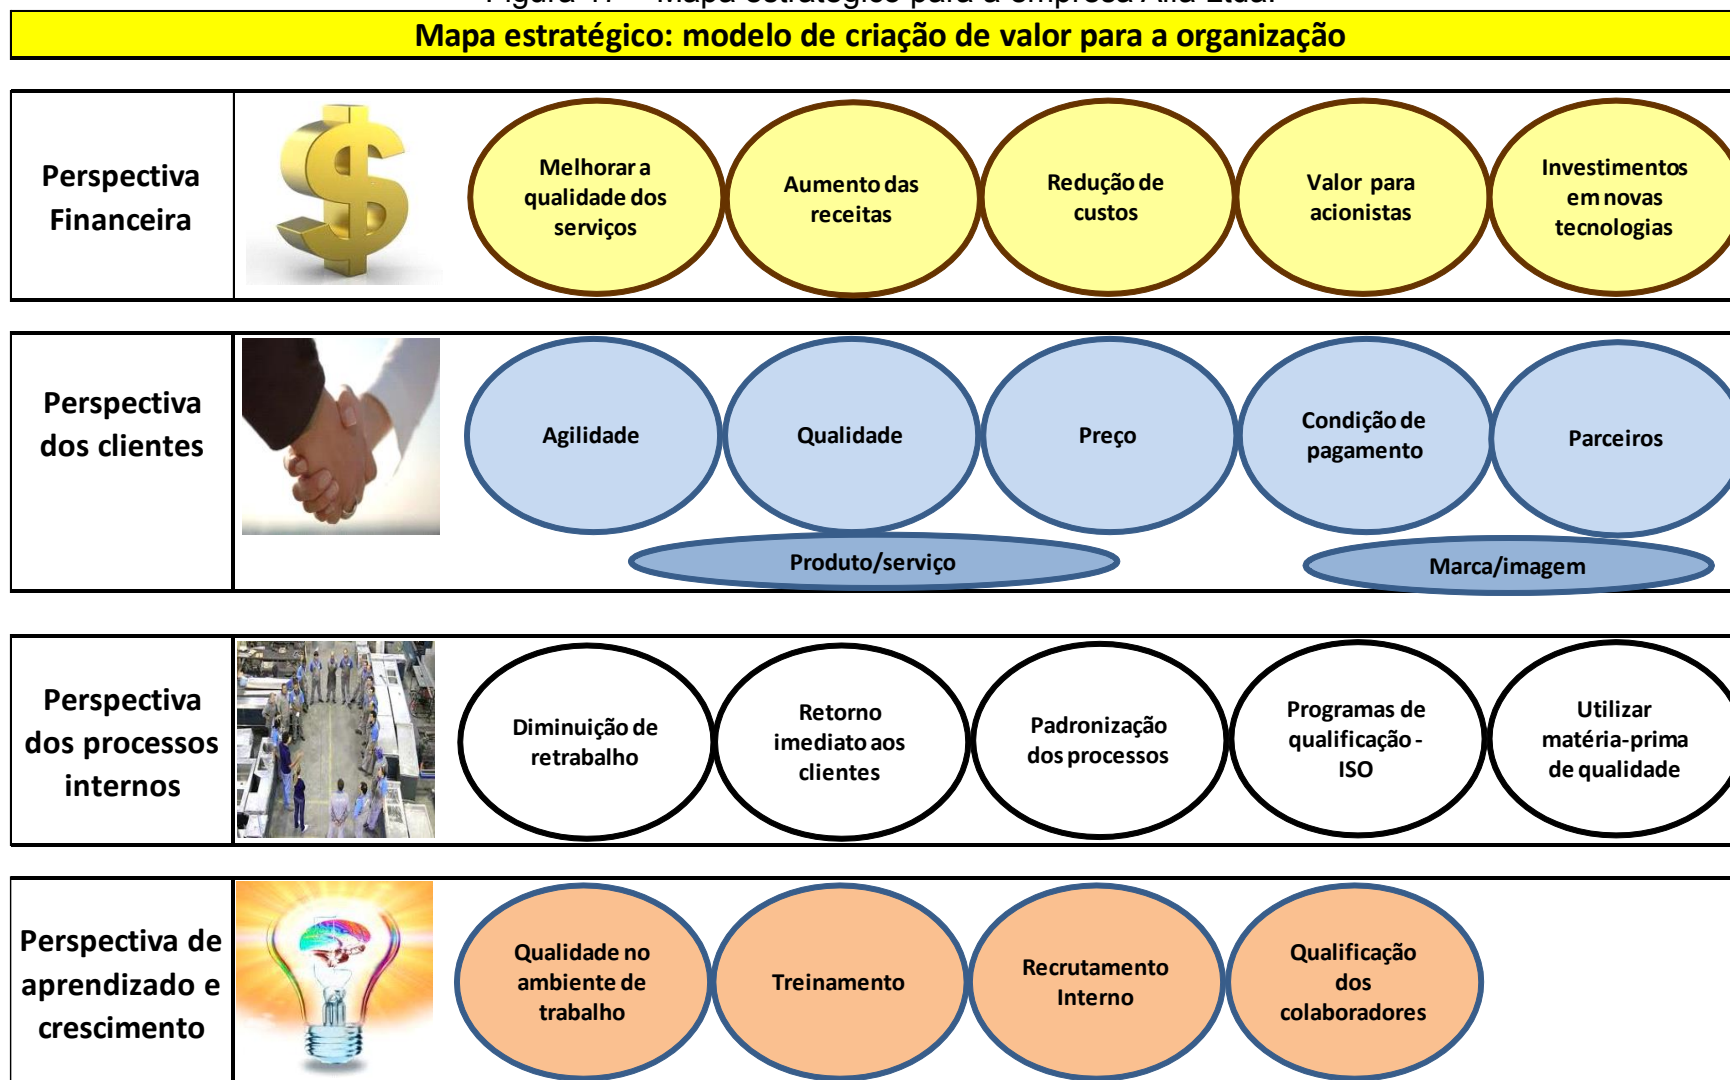 Mapa estratégico: modelo de criação de valor para a organização
Perspectiva
Financeira
Melhorar a
qualidade dos
serviços
Aumento das
receitas
Redução de
custos
Valor para
acionistas
Investimentos
em novas
tecnologias
Perspectiva
dos clientes
Agilidade
Qualidade
Preço
Condição de
pagamento
Parceiros
Produto/serviço
Marca/imagem
Perspectiva
dos processos
internos
Diminuição de
retrabalho
Retorno
imediato aos
clientes
Padronização
dos processos
Programas de
qualificação -
ISO
Utilizar
matéria-prima
de qualidade
Perspectiva de
aprendizado e
crescimento
Qualidade no
ambiente de
trabalho
Treinamento
Recrutamento
Interno
Qualificação
dos
colaboradores